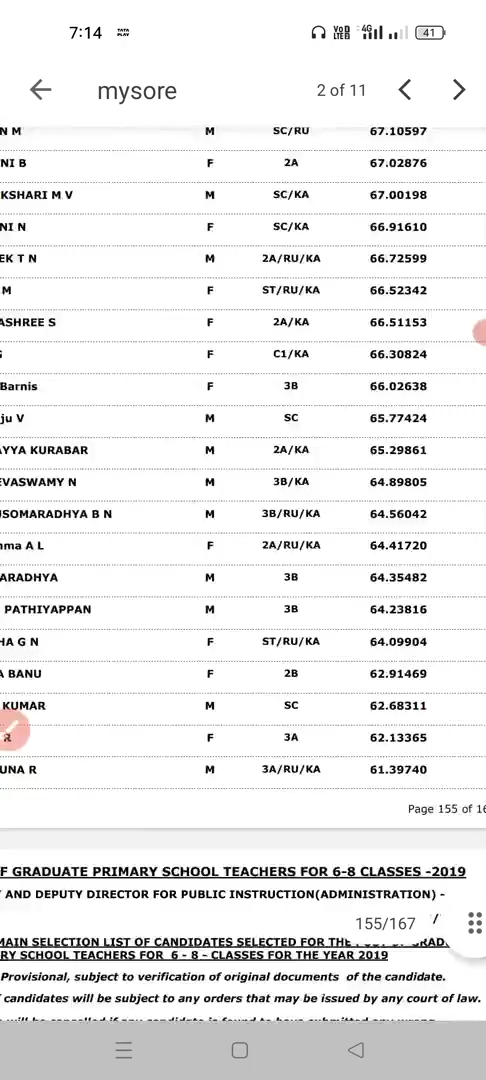 7:14 TATA PLAY VoD LTE 4G 41
mysore 2 of 11
N M M SC/RU 67.10597
NI B F 2A 67.02876
KSHARI M V M SC/KA 67.00198
NI N F SC/KA 66.91610
EK T N M 2A/RU/KA 66.72599
M F ST/RU/KA 66.52342
ASHREE S F 2A/KA 66.51153
F C1/KA 66.30824
Barnis F 3B 66.02638
ju V M SC 65.77424
AYYA KURABAR M 2A/KA 65.29861
EVASWAMY N M 3B/KA 64.89805
USOMARADHYA B N M 3B/RU/KA 64.56042
mma A L F 2A/RU/KA 64.41720
ARADHYA M 3B 64.35482
PATHIYAPPAN M 3B 64.23816
HA G N F ST/RU/KA 64.09904
A BANU F 2B 62.91469
KUMAR M SC 62.68311
R F 3A 62.13365
UNA R M 3A/RU/KA 61.39740
Page 155 of 16
F GRADUATE PRIMARY SCHOOL TEACHERS FOR 6-8 CLASSES -2019
AND DEPUTY DIRECTOR FOR PUBLIC INSTRUCTION(ADMINISTRATION) -
155/167
MAIN SELECTION LIST OF CANDIDATES SELECTED FOR THE
RY SCHOOL TEACHERS FOR 6 - 8 - CLASSES FOR THE YEAR 2019
Provisional, subject to verification of original documents of the candidate.
candidates will be subject to any orders that may be issued by any court of law.